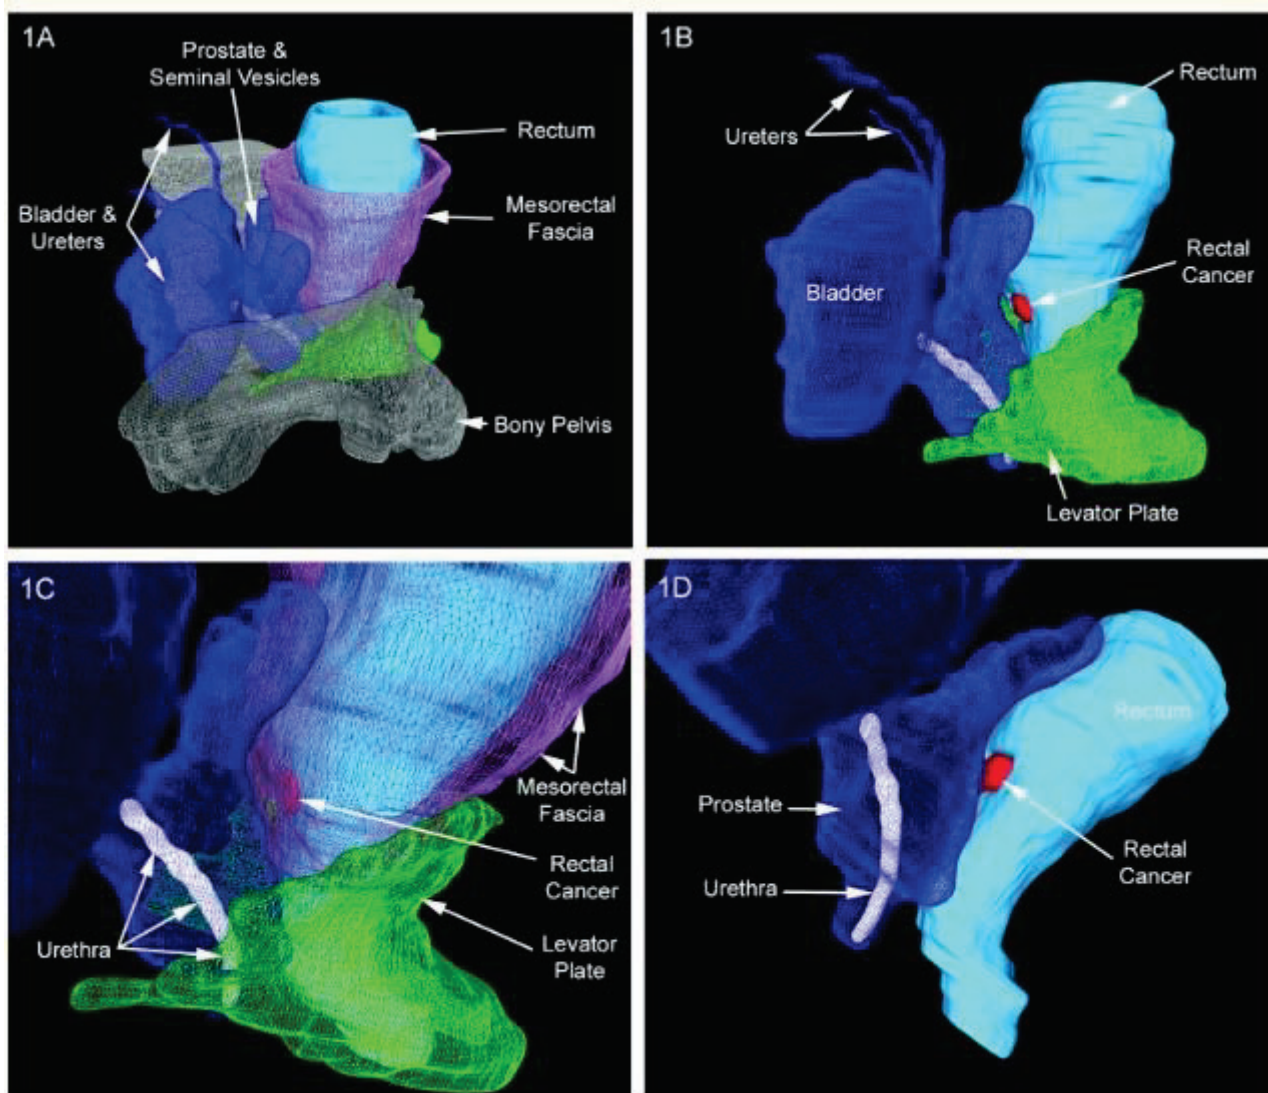 1A
Prostate &
Seminal Vesicles
Rectum
Bladder &
Ureters
Mesorectal
Fascia
Bony Pelvis
1B
Rectum
Ureters
Rectal
Cancer
Bladder
Levator Plate
1C
Mesorectal
Fascia
Rectal
Cancer
Urethra
Levator
Plate
1D
Rectum
Prostate
Rectal
Cancer
Urethra